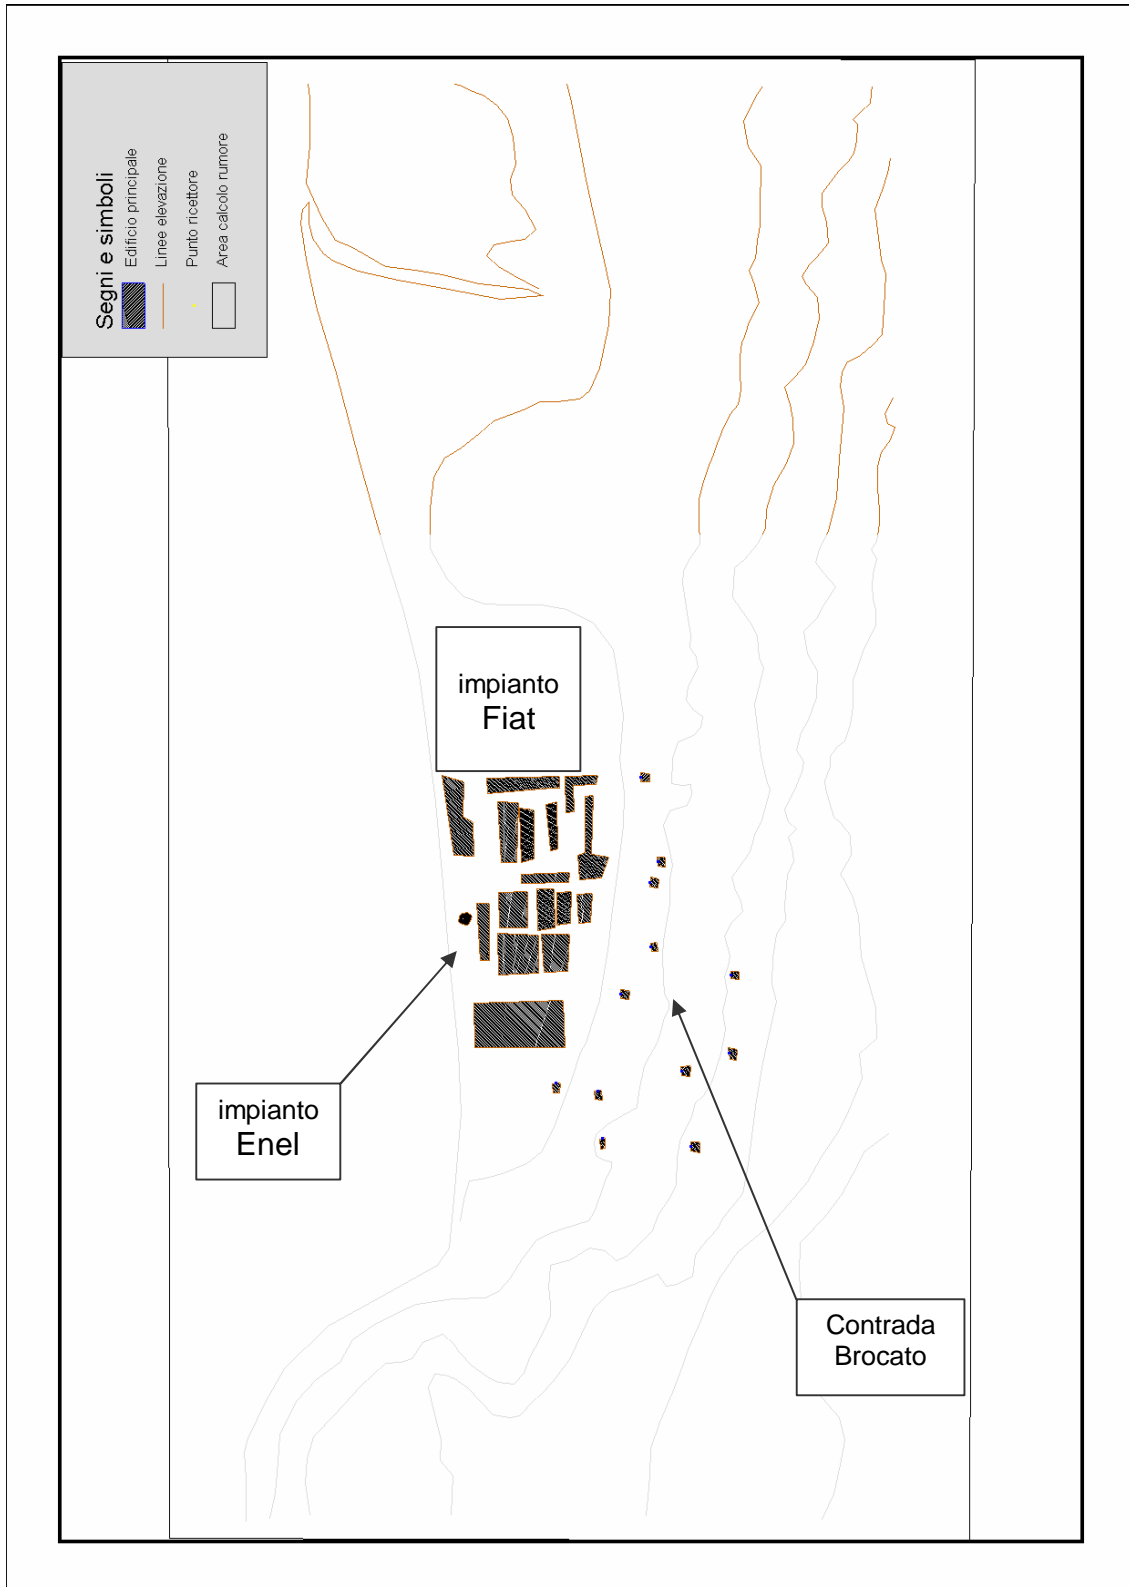 Segni e simboli
Edificio principale
Linee elevazione
Punto ricettore
Area calcolo rumore
impianto
Fiat
impianto
Enel
Contrada
Brocato